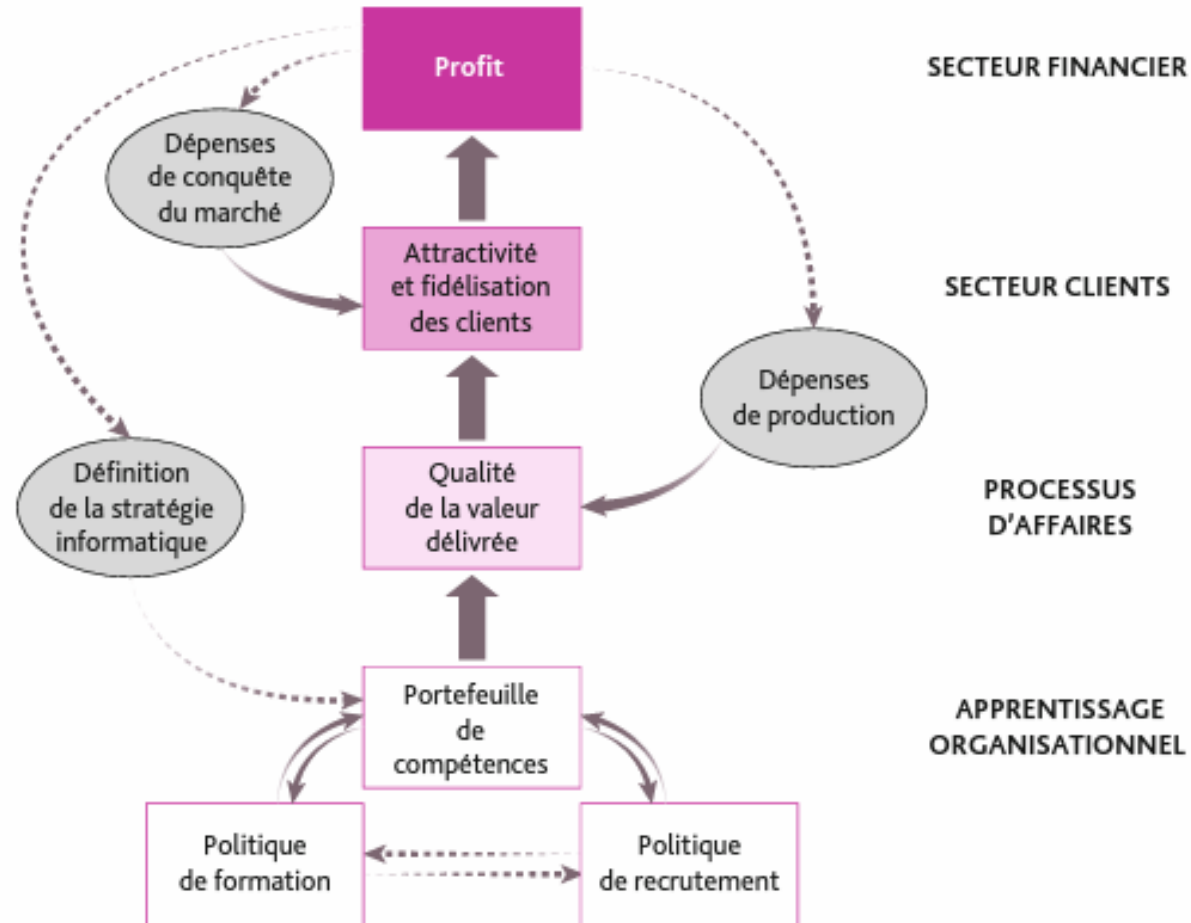 Profit
SECTEUR FINANCIER
Dépenses
de conquête
du marché
Attractivité
et fidélisation
des clients
SECTEUR CLIENTS
Dépenses
de production
Définition
de la stratégie
informatique
Qualité
de la valeur
délivrée
PROCESSUS
D'AFFAIRES
Portefeuille
de
compétences
APPRENTISSAGE
ORGANISATIONNEL
Politique
de formation
Politique
de recrutement